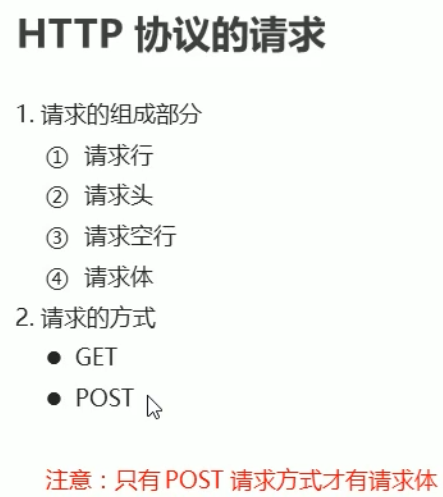 HTTP 协议的请求
1. 请求的组成部分
① 请求行
② 请求头
③ 请求空行
④ 请求体
2. 请求的方式
● GET
● POST
注意：只有 POST 请求方式才有请求体